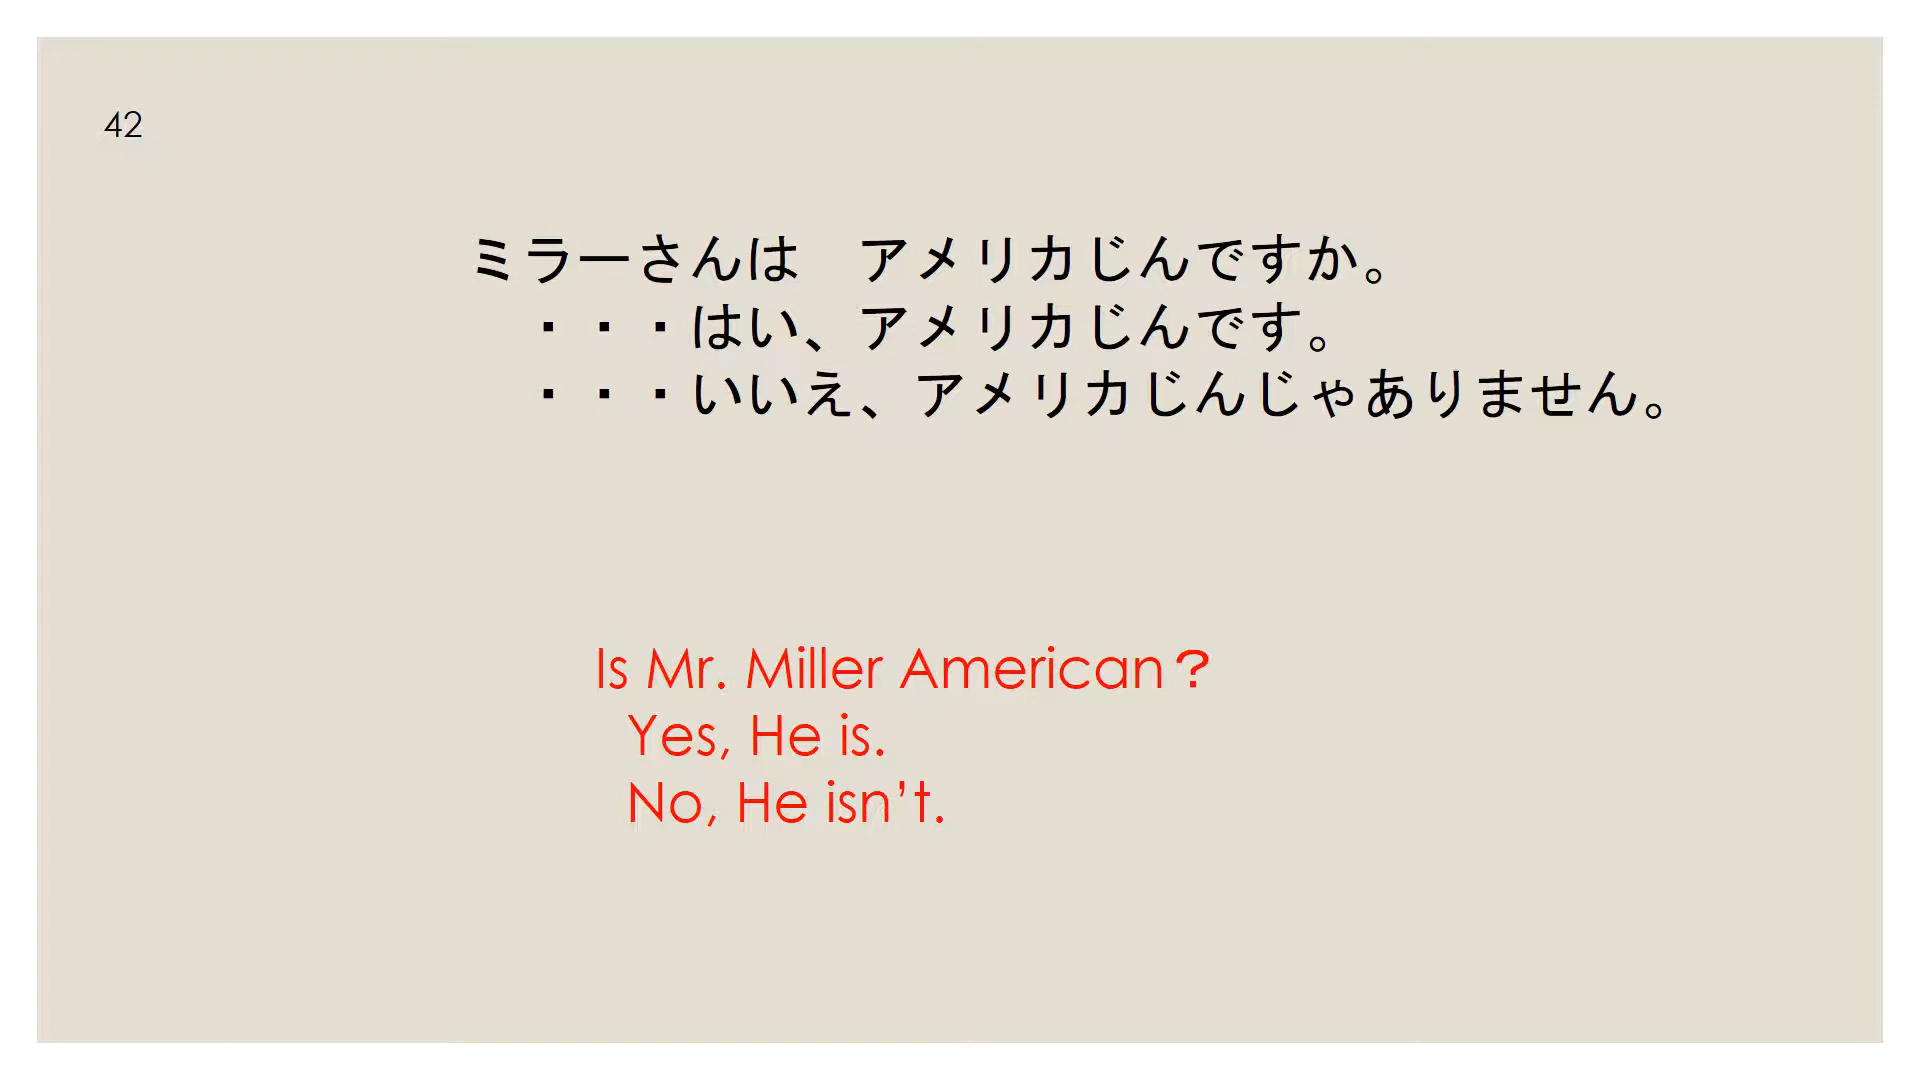 42
ミラーさんは　アメリカじんですか。
・・・はい、アメリカじんです。
・・・いいえ、アメリカじんじゃありません。
Is Mr. Miller American？
Yes, He is.
No, He isn’t.